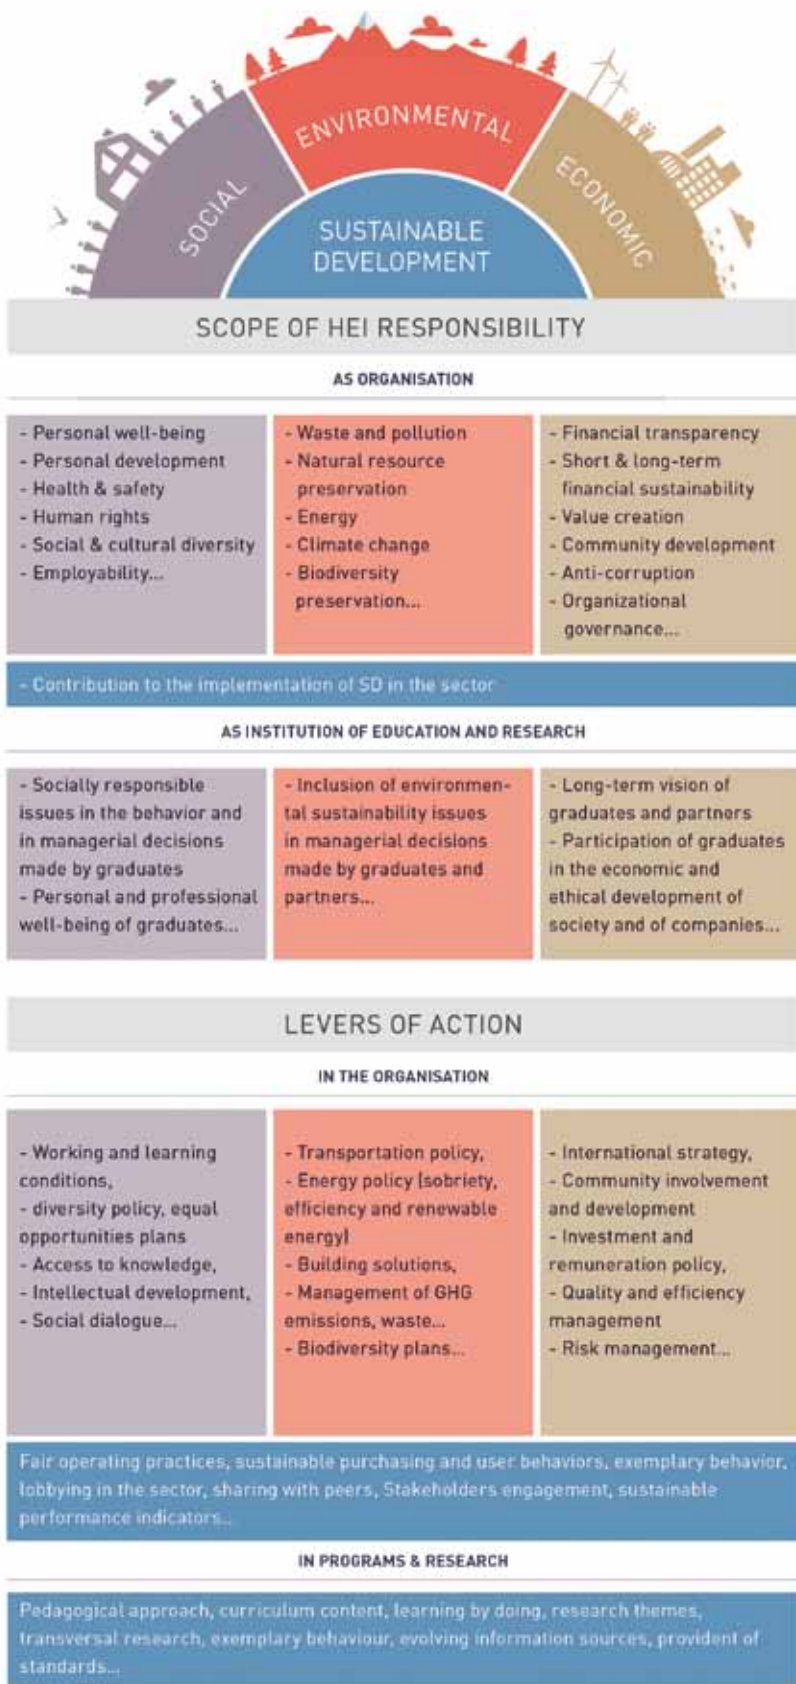 ENVIRONMENTAL
SOCIAL
ECONOMIC
SUSTAINABLE
DEVELOPMENT
SCOPE OF HEI RESPONSIBILITY
AS ORGANISATION
- Personal well-being
- Personal development
- Health & safety
- Human rights
- Social & cultural diversity
- Employability...
- Waste and pollution
- Natural resource
preservation
- Energy
- Climate change
- Biodiversity
preservation...
- Financial transparency
- Short & long-term
financial sustainability
- Value creation
- Community development
- Anti-corruption
- Organizational
governance...
- Contribution to the implementation of SD in the sector
AS INSTITUTION OF EDUCATION AND RESEARCH
- Socially responsible
issues in the behavior and
in managerial decisions
made by graduates
- Personal and professional
well-being of graduates...
- Inclusion of environmen-
tal sustainability issues
in managerial decisions
made by graduates and
partners...
- Long-term vision of
graduates and partners
- Participation of graduates
in the economic and
ethical development of
society and of companies...
LEVERS OF ACTION
IN THE ORGANISATION
- Working and learning
conditions,
- diversity policy, equal
opportunities plans
- Access to knowledge,
- Intellectual development,
- Social dialogue...
- Transportation policy,
- Energy policy (sobriety,
efficiency and renewable
energy)
- Building solutions,
- Management of GHG
emissions, waste...
- Biodiversity plans...
- International strategy,
- Community involvement
and development
- Investment and
remuneration policy,
- Quality and efficiency
management
- Risk management...
Fair operating practices, sustainable purchasing and user behaviors, exemplary behavior,
lobbying in the sector, sharing with peers, Stakeholders engagement, sustainable
performance indicators...
IN PROGRAMS & RESEARCH
Pedagogical approach, curriculum content, learning by doing, research themes,
transversal research, exemplary behaviour, evolving information sources, provident of
standards...